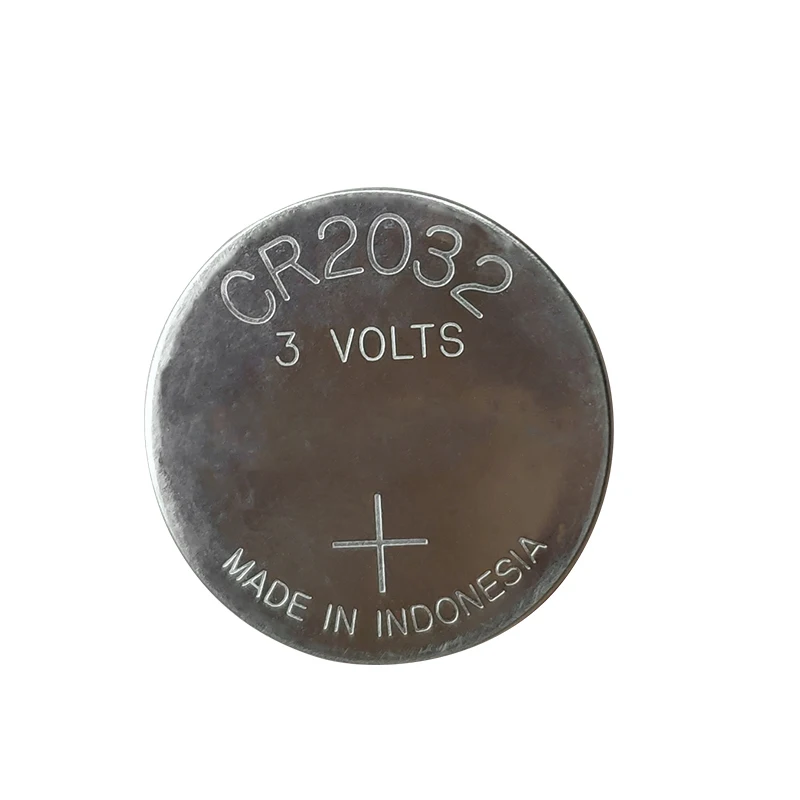 CR2032
3 VOLTS
+
MADE IN INDONESIA